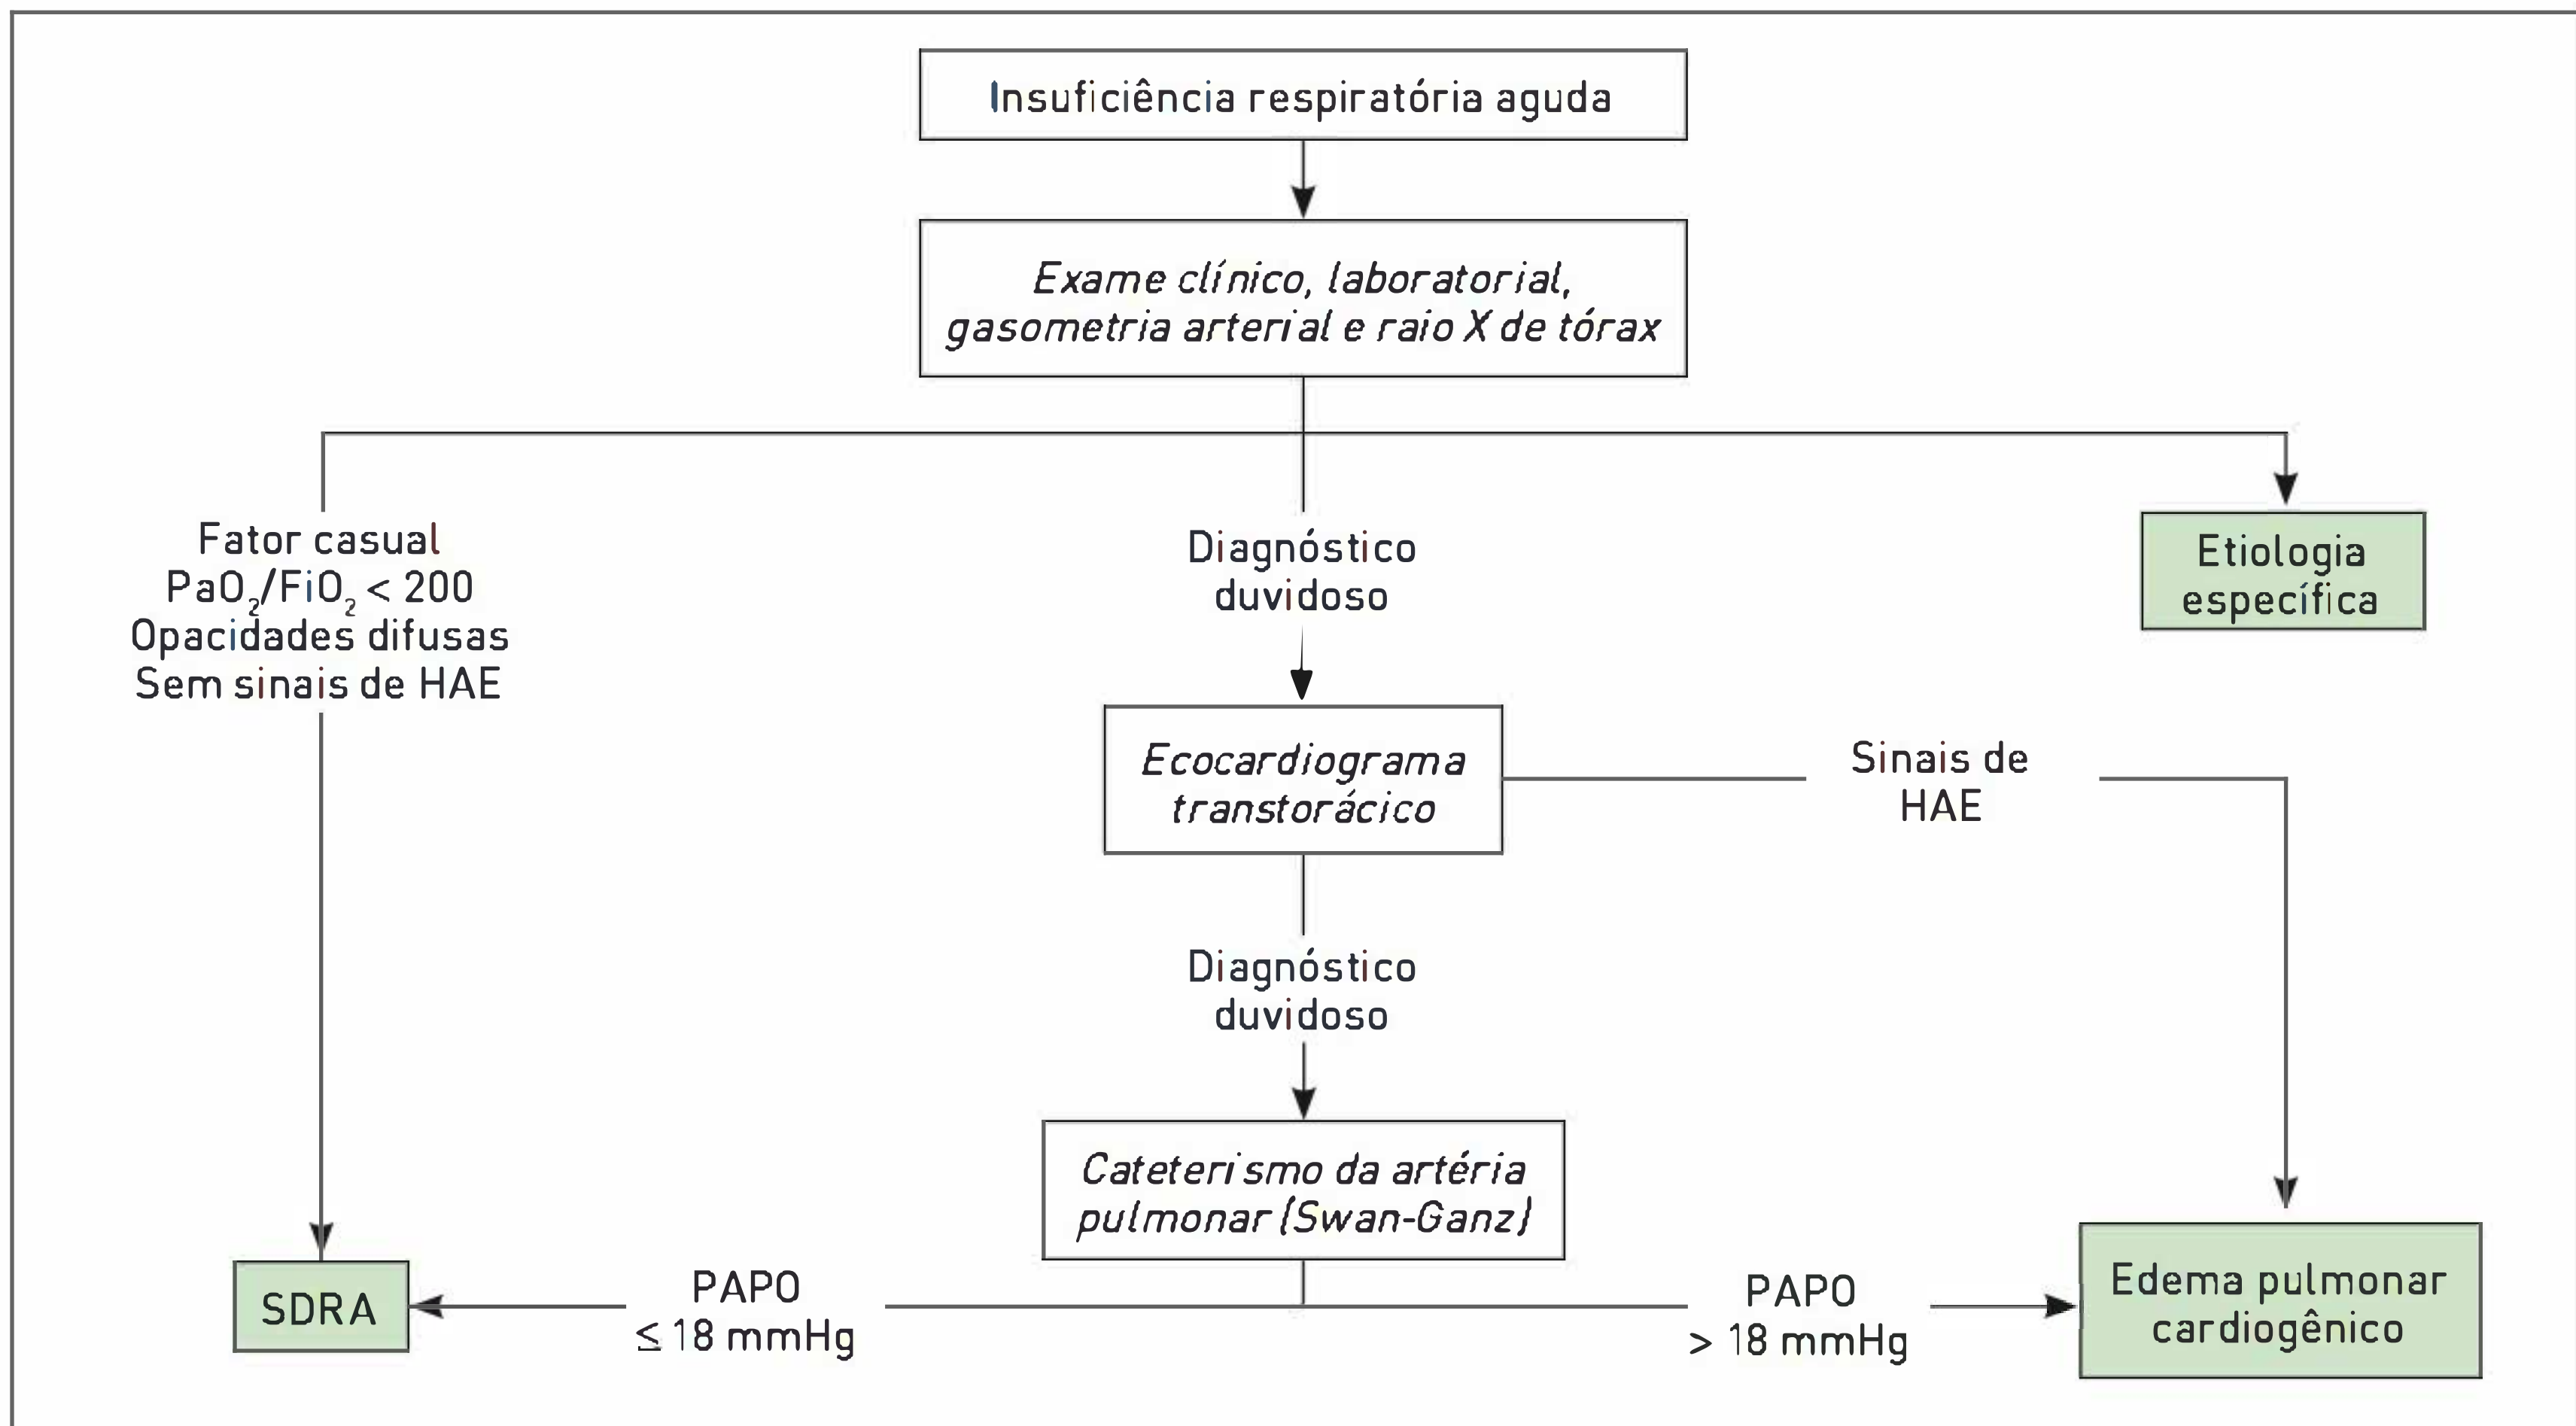 Insuficiência respiratória aguda
Exame clínico, laboratorial,
gasometria arterial e raio X de tórax
Fator casual
PaO₂/FiO₂ < 200
Opacidades difusas
Sem sinais de HAE
Diagnóstico
duvidoso
Etiologia
específica
Ecocardiograma
transtorácico
Sinais de
HAE
Diagnóstico
duvidoso
Cateterismo da artéria
pulmonar (Swan-Ganz)
SDRA
PAPO
≤ 18 mmHg
PAPO
> 18 mmHg
Edema pulmonar
cardiogênico